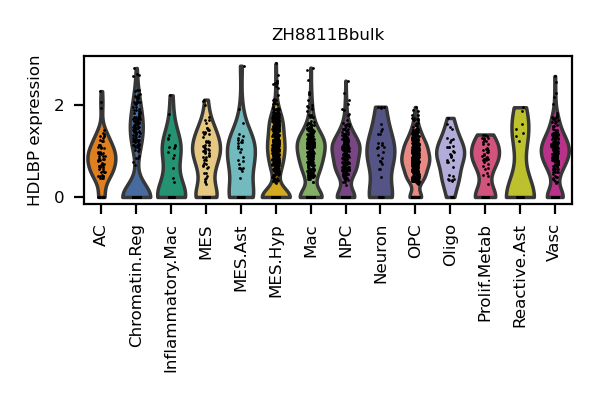 ZH8811Bbulk
HDLBP expression
2
0
AC
Chromatin.Reg
Inflammatory.Mac
MES
MES.Ast
MES.Hyp
Mac
NPC
Neuron
OPC
Oligo
Prolif.Metab
Reactive.Ast
Vasc